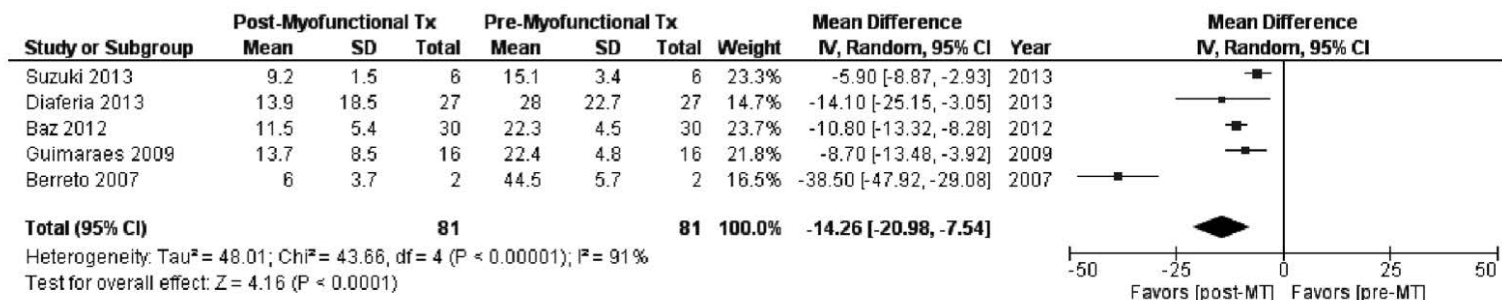 Post-Myofunctional Tx Pre-Myofunctional Tx Mean Difference Mean Difference
Study or Subgroup Mean SD Total Mean SD Total Weight IV, Random, 95% CI Year IV, Random, 95% CI
Suzuki 2013 9.2 1.5 6 15.1 3.4 6 23.3% -5.90 [-8.87, -2.93] 2013
Diaferia 2013 13.9 18.5 27 28 22.7 27 14.7% -14.10 [-25.15, -3.05] 2013
Baz 2012 11.5 5.4 30 22.3 4.5 30 23.7% -10.80 [-13.32, -8.28] 2012
Guimaraes 2009 13.7 8.5 16 22.4 4.8 16 21.8% -8.70 [-13.48, -3.92] 2009
Berreto 2007 6 3.7 2 44.5 5.7 2 16.5% -38.50 [-47.92, -29.08] 2007
Total (95% CI) 81 81 100.0% -14.26 [-20.98, -7.54]
Heterogeneity: Tau² = 48.01; Chi² = 43.66, df = 4 (P < 0.00001); I² = 91%
Test for overall effect: Z = 4.16 (P < 0.0001)
-50 -25 0 25 50
Favors [post-MT] Favors [pre-MT]